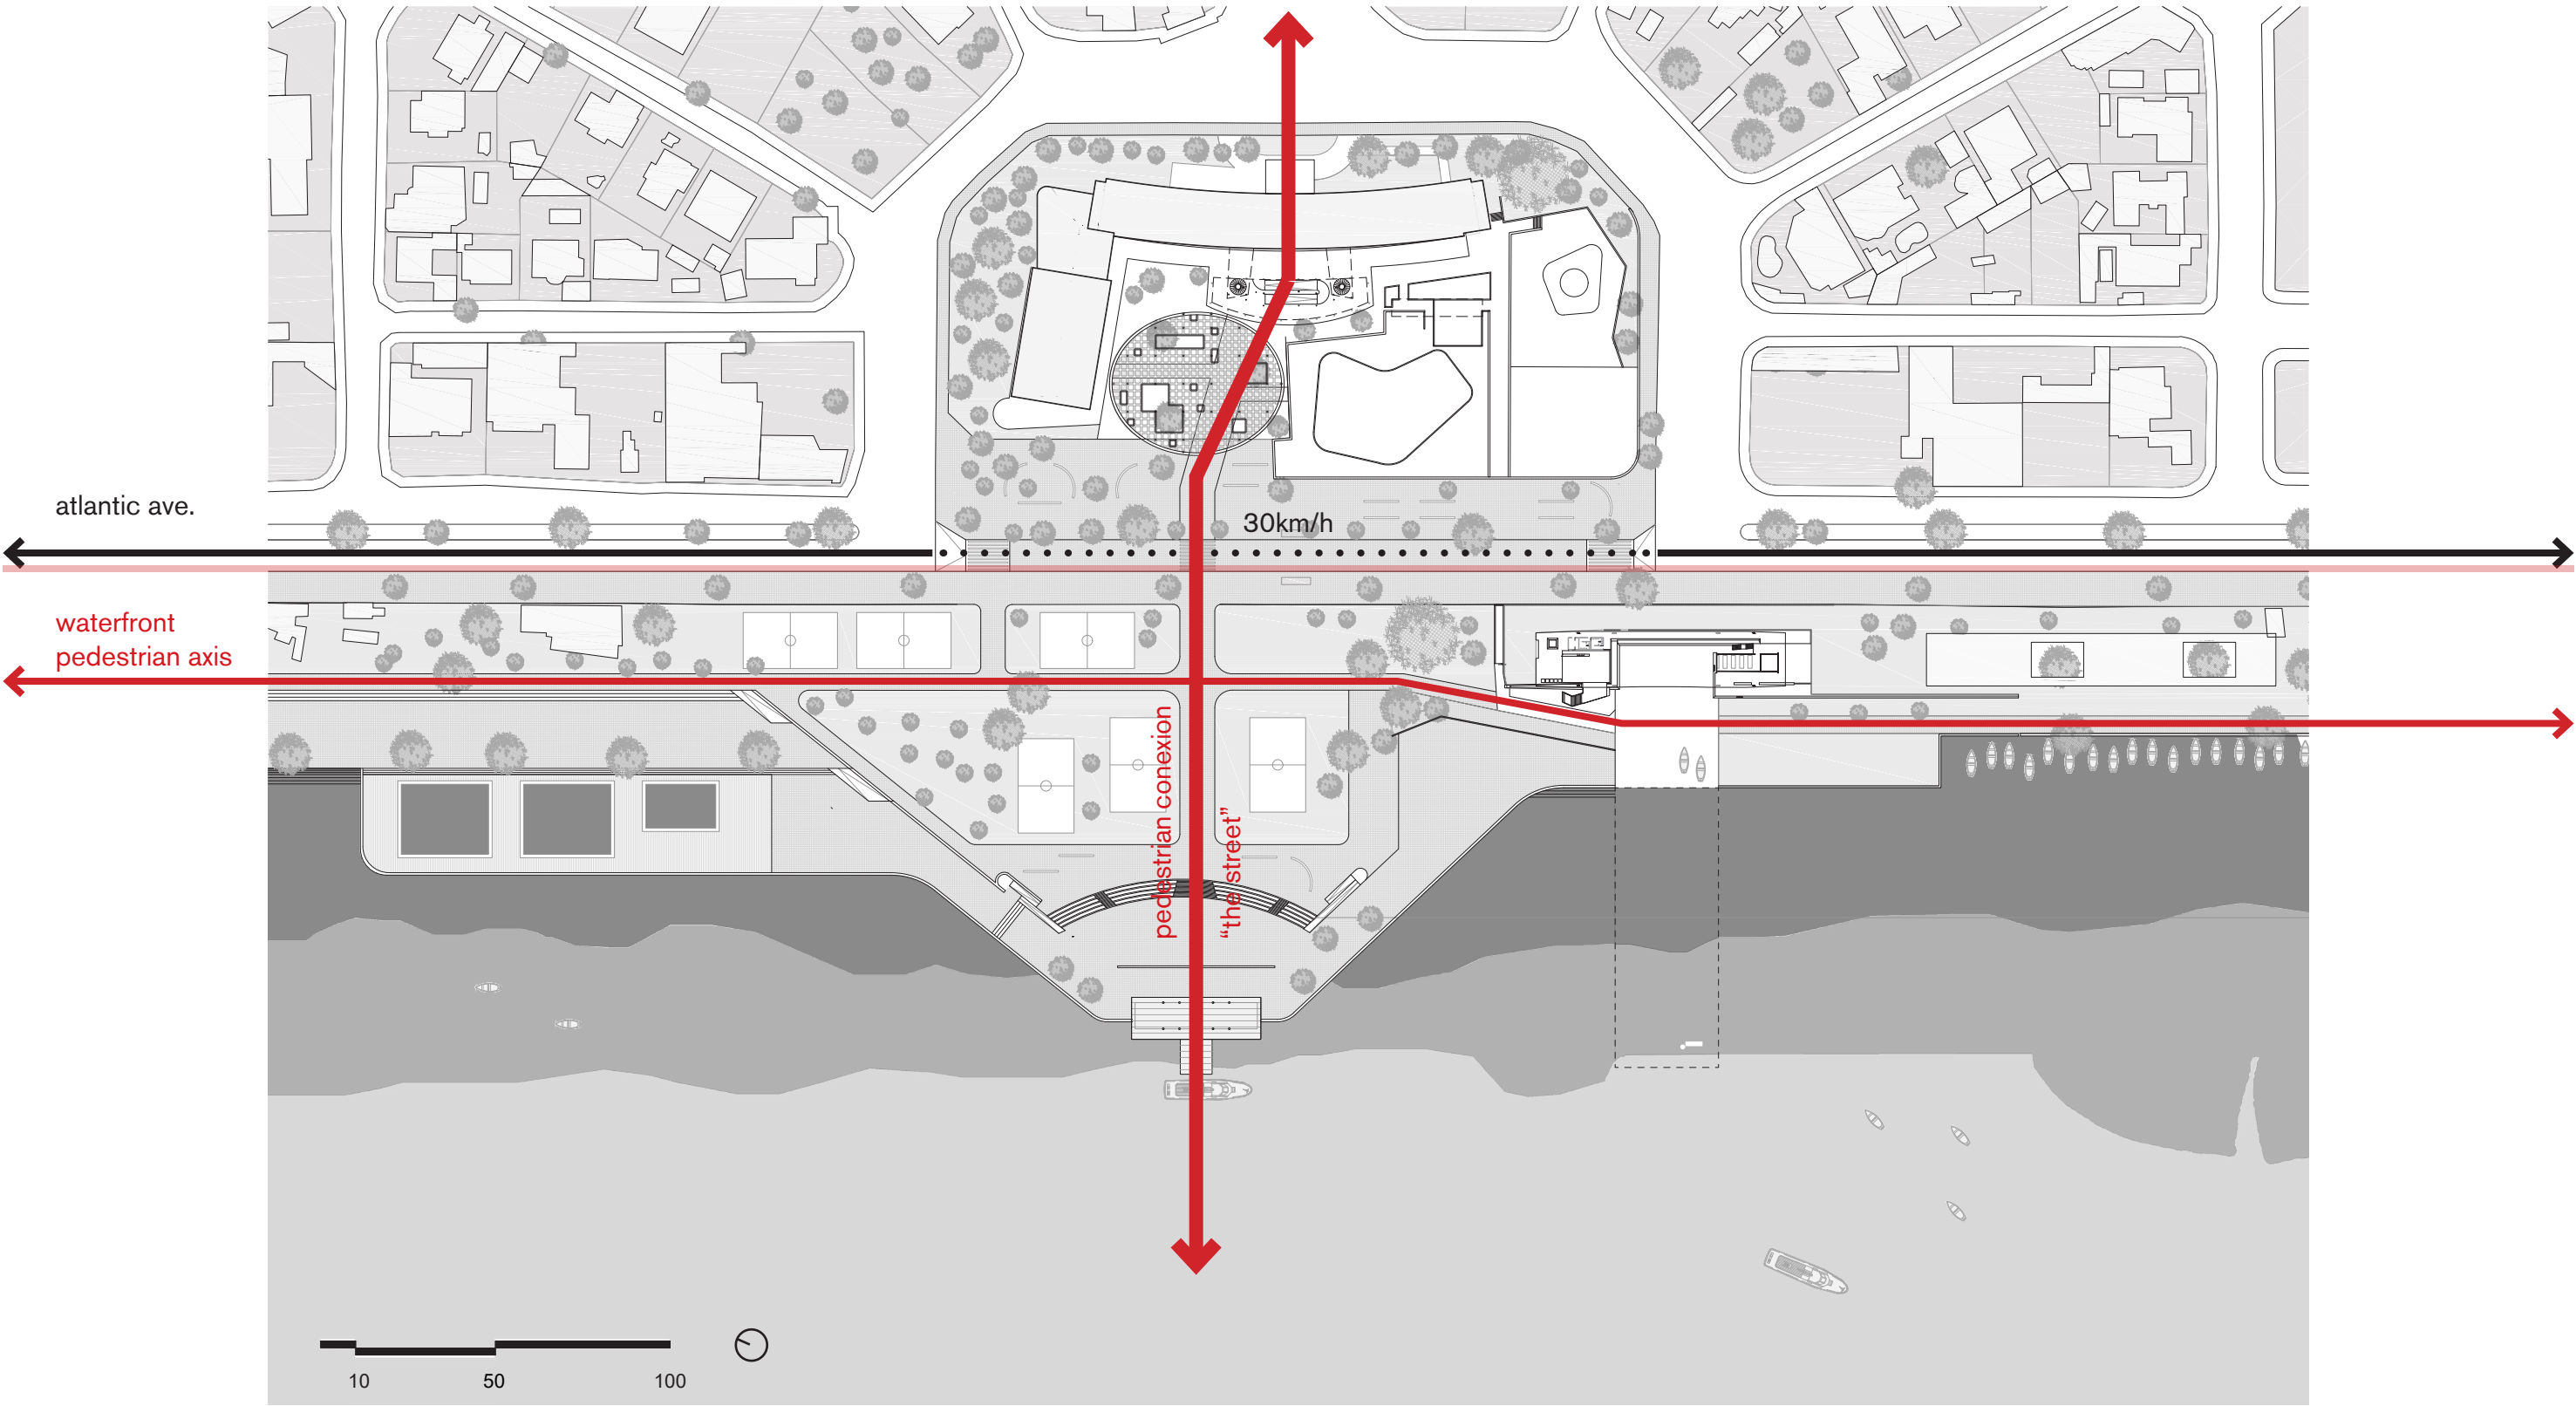 atlantic ave.
30km/h
waterfront
pedestrian axis
pedestrian conexion
“the street”
10 50 100